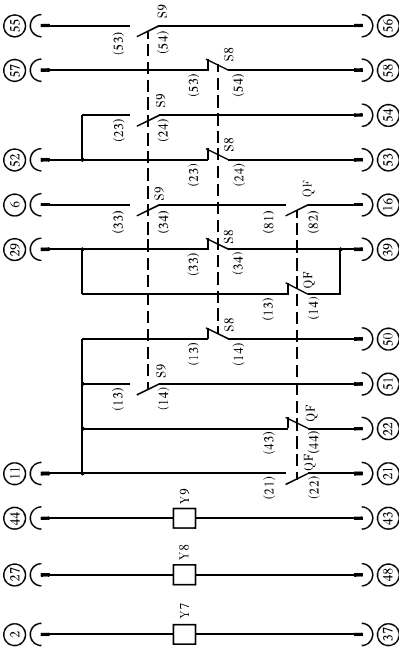 55 (53) S9 (54) 56
57 (53) S8 (54) 58
(23) S9 (24) 54
52 (23) S8 (24) 53
6 (33) S9 (34) (81) QF (82) 16
29 (33) S8 (34) 39
(13) QF (14)
(13) S8 (14) 50
(13) S9 (14) 51
(43) QF (44) 22
11 (21) QF (22) 21
44 Y9 43
27 Y8 48
2 Y7 37